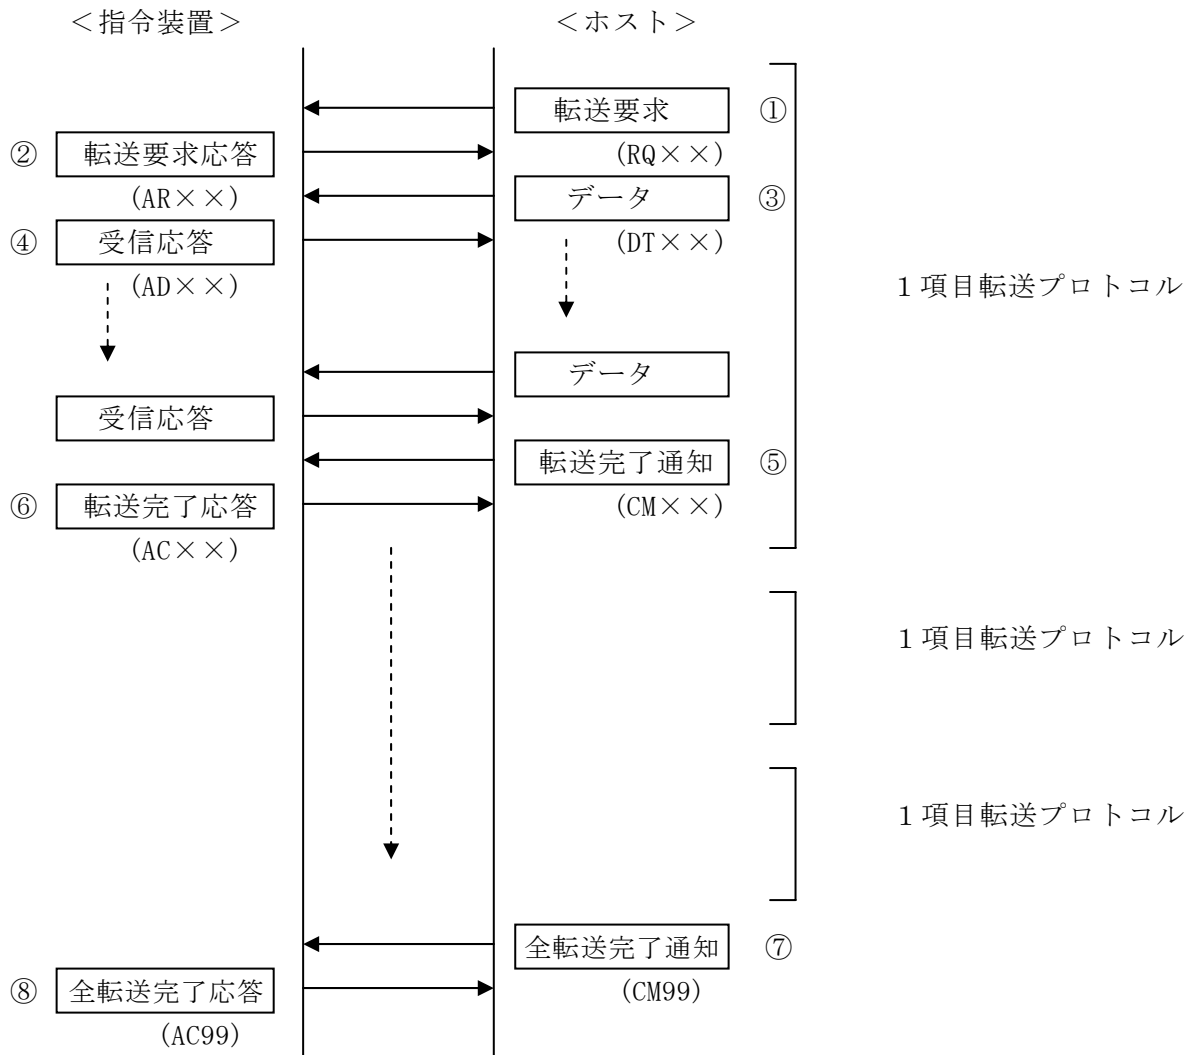 ＜指令装置＞
＜ホスト＞
転送要求 ①
② 転送要求応答
(RQ××)
(AR××)
データ ③
④ 受信応答
(DT××)
(AD××)
１項目転送プロトコル
データ
受信応答
転送完了通知 ⑤
⑥ 転送完了応答
(CM××)
(AC××)
１項目転送プロトコル
１項目転送プロトコル
全転送完了通知 ⑦
⑧ 全転送完了応答
(CM99)
(AC99)